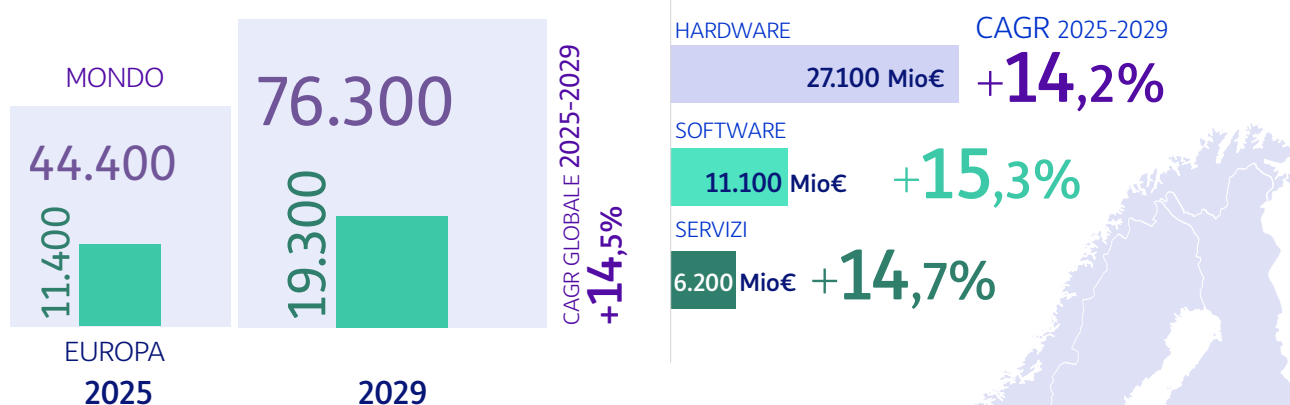 MONDO
44.400
11.400
EUROPA
2025
76.300
19.300
2029
CAGR GLOBALE 2025-2029
+14,5%
HARDWARE
27.100 Mio€
CAGR 2025-2029
+14,2%
SOFTWARE
11.100 Mio€
+15,3%
SERVIZI
6.200 Mio€
+14,7%